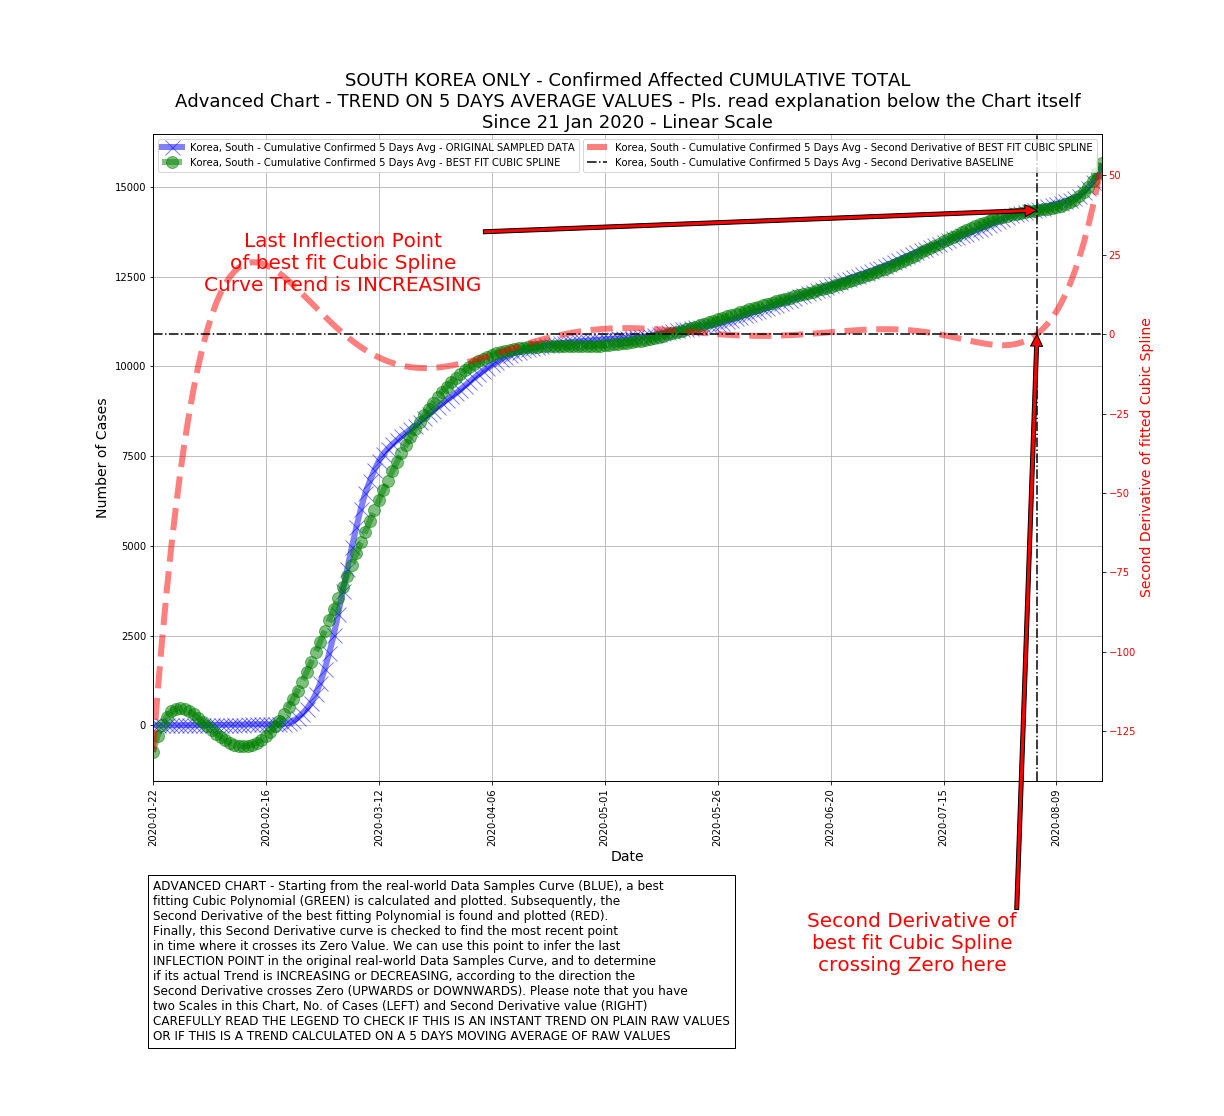 SOUTH KOREA ONLY - Confirmed Affected CUMULATIVE TOTAL
Advanced Chart - TREND ON 5 DAYS AVERAGE VALUES - Pls. read explanation below the Chart itself
Since 21 Jan 2020 - Linear Scale
Korea, South - Cumulative Confirmed 5 Days Avg - ORIGINAL SAMPLED DATA
Korea, South - Cumulative Confirmed 5 Days Avg - BEST FIT CUBIC SPLINE
Korea, South - Cumulative Confirmed 5 Days Avg - Second Derivative of BEST FIT CUBIC SPLINE
Korea, South - Cumulative Confirmed 5 Days Avg - Second Derivative BASELINE
Last Inflection Point
of best fit Cubic Spline
Curve Trend is INCREASING
Number of Cases
15000
12500
10000
7500
5000
2500
0
50
25
0
−25
−50
−75
−100
−125
Second Derivative of fitted Cubic Spline
2020-01-22
2020-02-16
2020-03-12
2020-04-06
2020-05-01
2020-05-26
2020-06-20
2020-07-15
2020-08-09
Date
ADVANCED CHART - Starting from the real-world Data Samples Curve (BLUE), a best
fitting Cubic Polynomial (GREEN) is calculated and plotted. Subsequently, the
Second Derivative of the best fitting Polynomial is found and plotted (RED).
Finally, this Second Derivative curve is checked to find the most recent point
in time where it crosses its Zero Value. We can use this point to infer the last
INFLECTION POINT in the original real-world Data Samples Curve, and to determine
if its actual Trend is INCREASING or DECREASING, according to the direction the
Second Derivative crosses Zero (UPWARDS or DOWNWARDS). Please note that you have
two Scales in this Chart, No. of Cases (LEFT) and Second Derivative value (RIGHT)
CAREFULLY READ THE LEGEND TO CHECK IF THIS IS AN INSTANT TREND ON PLAIN RAW VALUES
OR IF THIS IS A TREND CALCULATED ON A 5 DAYS MOVING AVERAGE OF RAW VALUES
Second Derivative of
best fit Cubic Spline
crossing Zero here